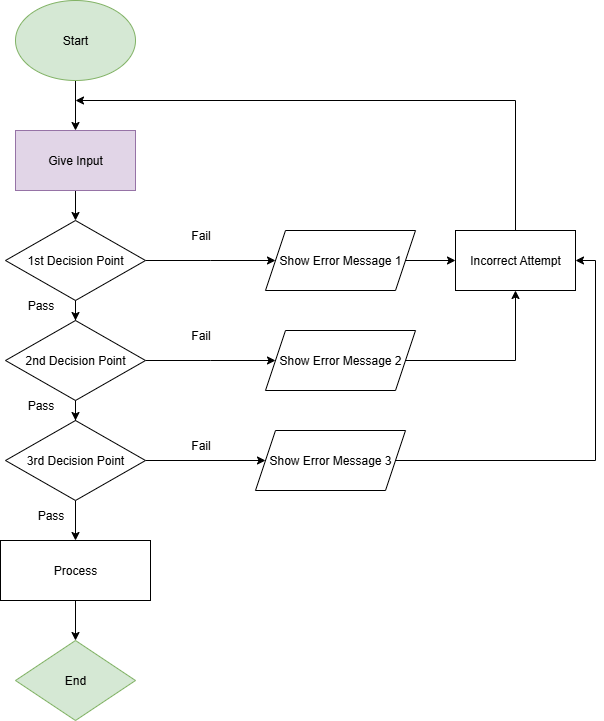 Start
Give Input
Fail
1st Decision Point
Show Error Message 1
Incorrect Attempt
Pass
Fail
2nd Decision Point
Show Error Message 2
Pass
Fail
3rd Decision Point
Show Error Message 3
Pass
Process
End